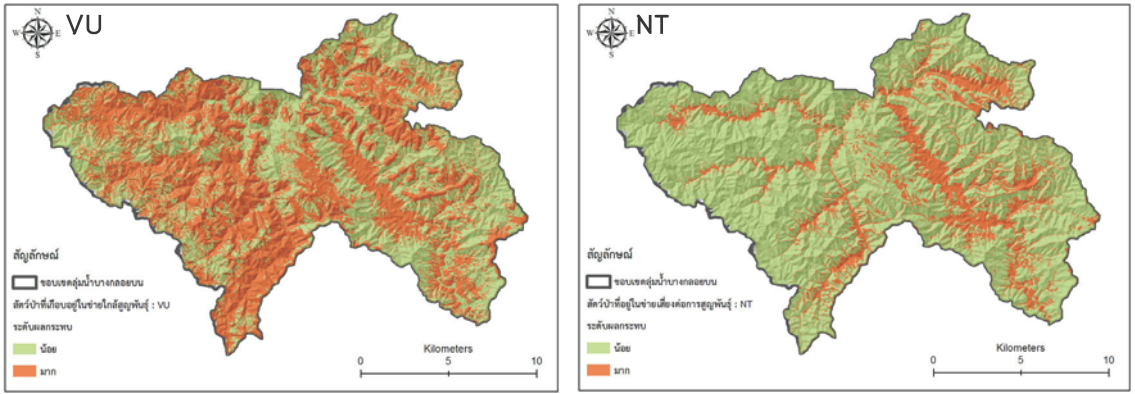 N
W E
S
VU
สัญลักษณ์
ขอบเขตลุ่มน้ำบางกลอยบน
สัตว์ป่าที่เกือบอยู่ในข่ายใกล้สูญพันธุ์ : VU
ระดับผลกระทบ
น้อย
มาก
Kilometers
0 5 10
N
W E
S
NT
สัญลักษณ์
ขอบเขตลุ่มน้ำบางกลอยบน
สัตว์ป่าที่อยู่ในข่ายเสี่ยงต่อการสูญพันธุ์ : NT
ระดับผลกระทบ
น้อย
มาก
Kilometers
0 5 10